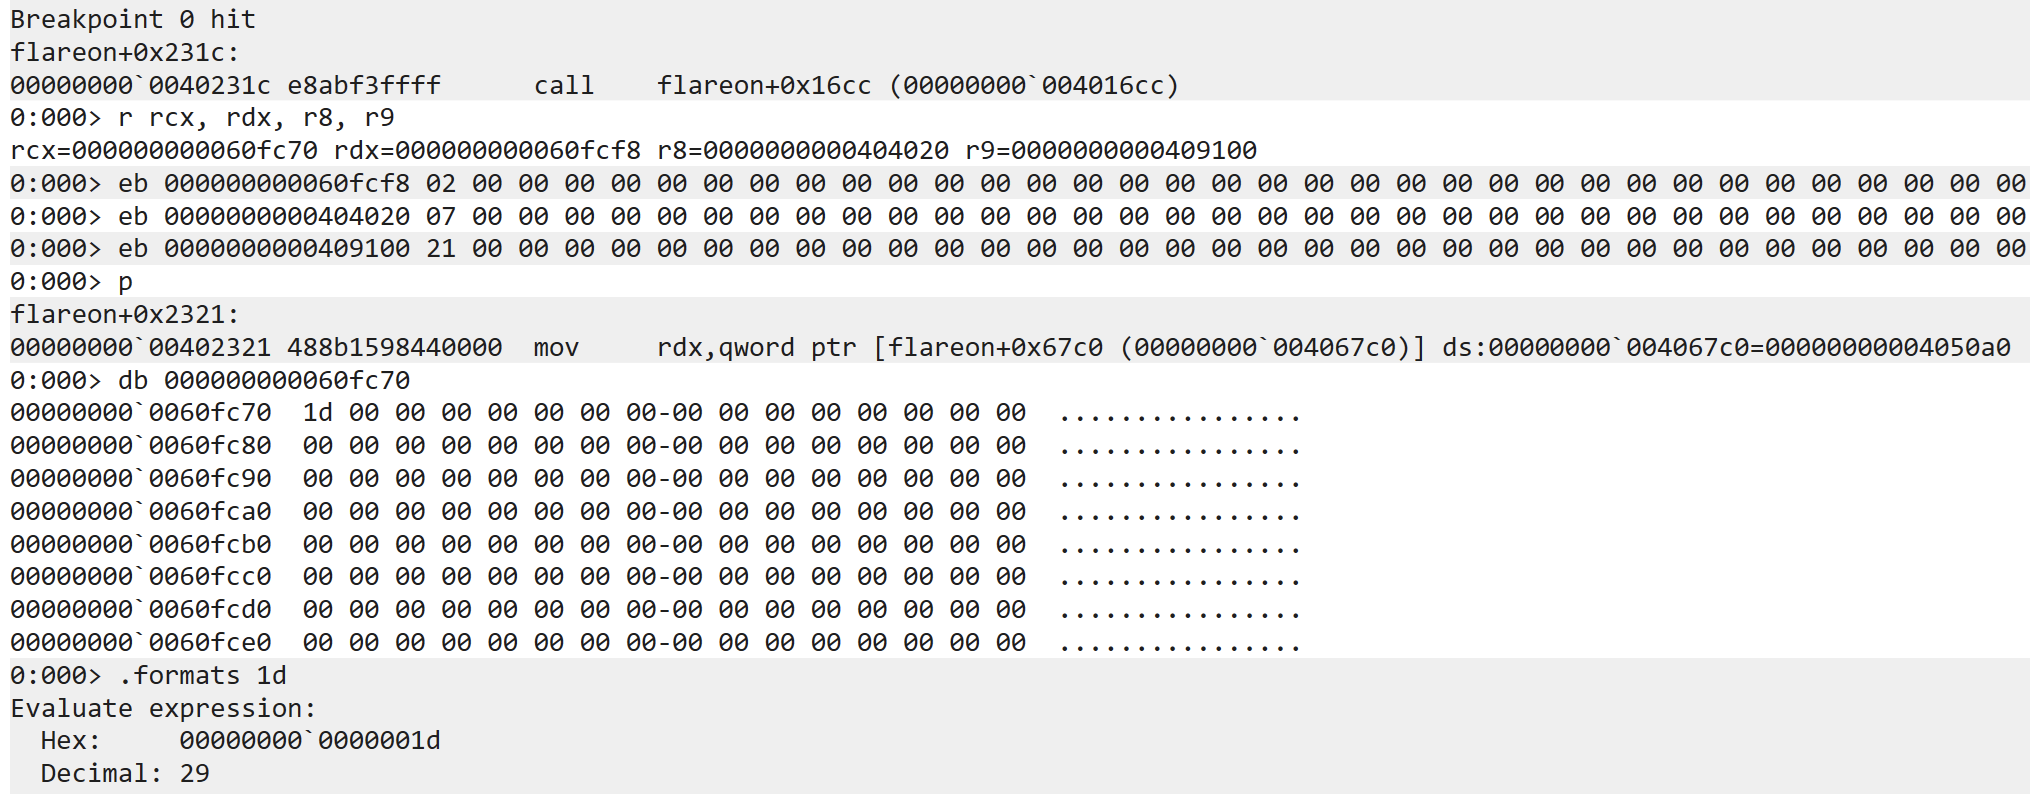 Breakpoint 0 hit
flareon+0x231c:
00000000`0040231c e8abf3ffff      call    flareon+0x16cc (00000000`004016cc)
0:000> r rcx, rdx, r8, r9
rcx=000000000060fc70 rdx=000000000060fcf8 r8=0000000000404020 r9=0000000000409100
0:000> eb 000000000060fcf8 02 00 00 00 00 00 00 00 00 00 00 00 00 00 00 00 00 00 00 00 00 00 00 00 00 00 00 00 00 00 00 00 00 00 00
0:000> eb 0000000000404020 07 00 00 00 00 00 00 00 00 00 00 00 00 00 00 00 00 00 00 00 00 00 00 00 00 00 00 00 00 00 00 00 00 00 00
0:000> eb 0000000000409100 21 00 00 00 00 00 00 00 00 00 00 00 00 00 00 00 00 00 00 00 00 00 00 00 00 00 00 00 00 00 00 00 00 00 00
0:000> p
flareon+0x2321:
00000000`00402321 488b1598440000  mov     rdx,qword ptr [flareon+0x67c0 (00000000`004067c0)] ds:00000000`004067c0=00000000004050a0
0:000> db 000000000060fc70
00000000`0060fc70  1d 00 00 00 00 00 00 00-00 00 00 00 00 00 00 00  ................
00000000`0060fc80  00 00 00 00 00 00 00 00-00 00 00 00 00 00 00 00  ................
00000000`0060fc90  00 00 00 00 00 00 00 00-00 00 00 00 00 00 00 00  ................
00000000`0060fca0  00 00 00 00 00 00 00 00-00 00 00 00 00 00 00 00  ................
00000000`0060fcb0  00 00 00 00 00 00 00 00-00 00 00 00 00 00 00 00  ................
00000000`0060fcc0  00 00 00 00 00 00 00 00-00 00 00 00 00 00 00 00  ................
00000000`0060fcd0  00 00 00 00 00 00 00 00-00 00 00 00 00 00 00 00  ................
00000000`0060fce0  00 00 00 00 00 00 00 00-00 00 00 00 00 00 00 00  ................
0:000> .formats 1d
Evaluate expression:
  Hex:     00000000`0000001d
  Decimal: 29